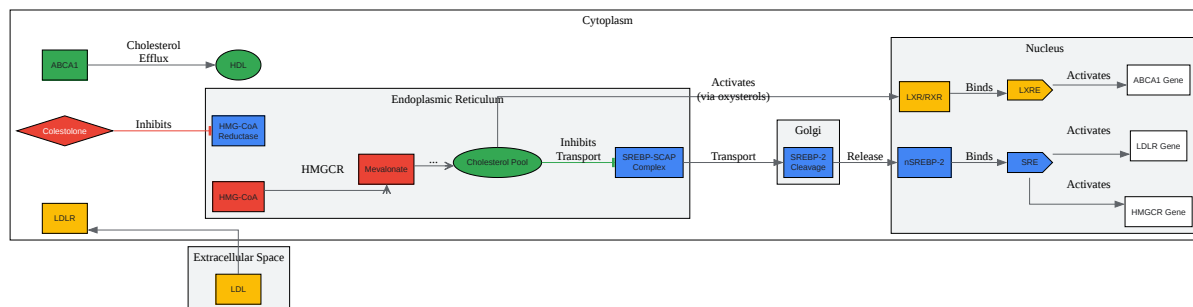 Cytoplasm
Cholesterol
Efflux
ABCA1
HDL
Nucleus
Activates
(via oxysterols)
LXR/RXR
Binds
LXRE
Activates
ABCA1 Gene
Endoplasmic Reticulum
Colestolone
Inhibits
HMG-CoA
Reductase
HMGCR
Mevalonate
...
Cholesterol Pool
Inhibits
Transport
SREBP-SCAP
Complex
Transport
Golgi
SREBP-2
Cleavage
Release
nSREBP-2
Binds
SRE
Activates
LDLR Gene
Activates
HMGCR Gene
HMG-CoA
LDLR
Extracellular Space
LDL